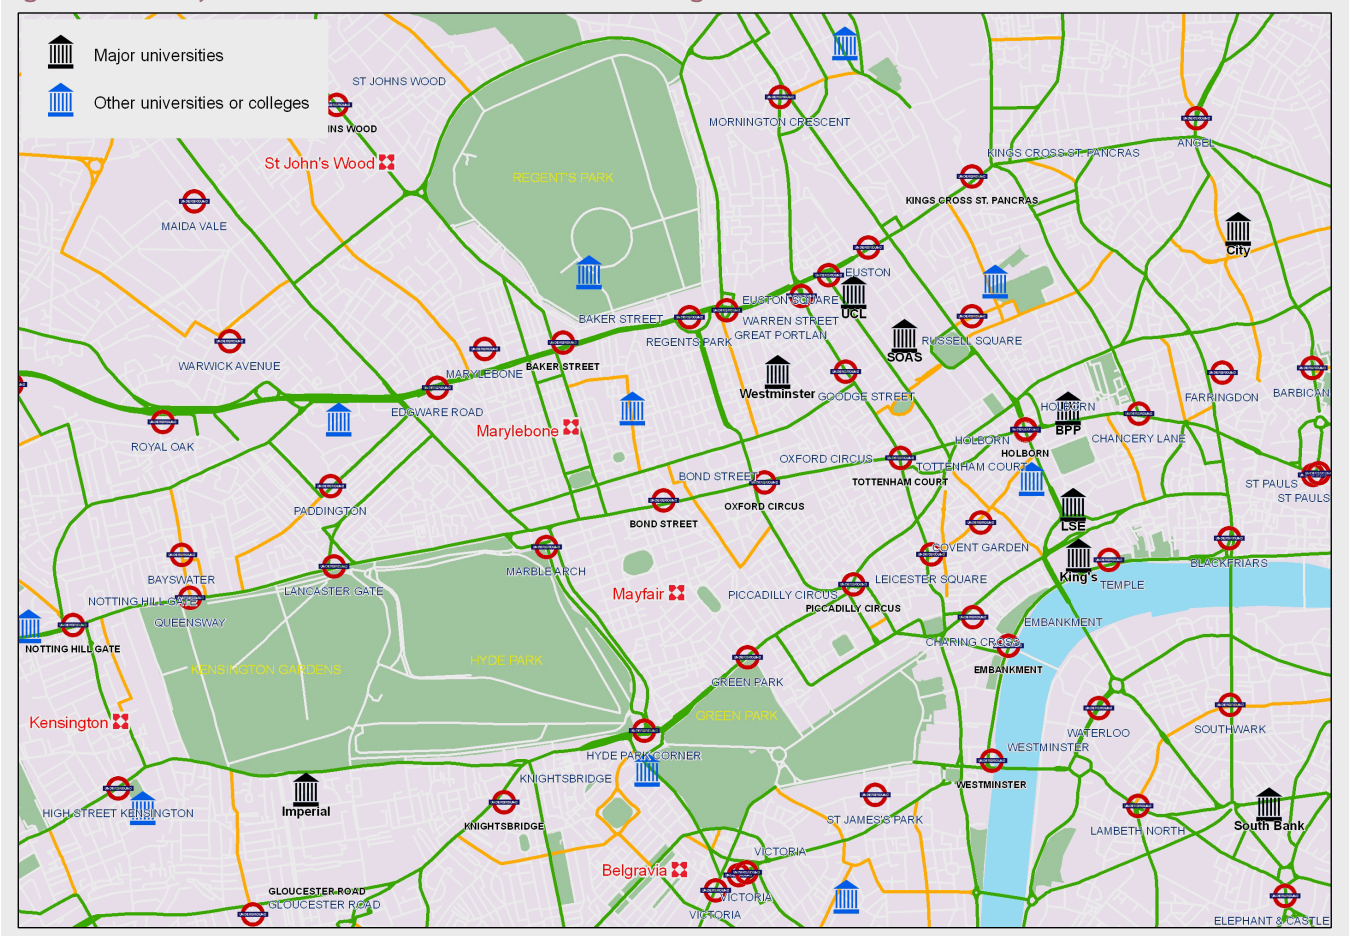 Major universities
Other universities or colleges
ST JOHNS WOOD
INS WOOD
St John's Wood
MORNINGTON CRESCENT
ANGEL
KINGS CROSS ST. PANCRAS
KINGS CROSS ST. PANCRAS
REGENT'S PARK
MAIDA VALE
City
EUSTON
EUSTON SQUARE
UCL
BAKER STREET
WARREN STREET
GREAT PORTLAN
REGENTS PARK
RUSSELL SQUARE
SOAS
WARWICK AVENUE
MARYLEBONE
BAKER STREET
Westminster
GOODGE STREET
FARRINGDON
BARBICAN
EDGWARE ROAD
HOLBORN
BPP
ROYAL OAK
Marylebone
HOLBORN
HOLBORN
CHANCERY LANE
OXFORD CIRCUS
TOTTENHAM COURT
TOTTENHAM COURT
BOND STREET
OXFORD CIRCUS
ST PAULS
ST PAULS
PADDINGTON
BOND STREET
LSE
COVENT GARDEN
BAYSWATER
MARBLE ARCH
LEICESTER SQUARE
King's
TEMPLE
BLACKFRIARS
LANCASTER GATE
NOTTING HILL GATE
Mayfair
PICCADILLY CIRCUS
PICCADILLY CIRCUS
QUEENSWAY
EMBANKMENT
NOTTING HILL GATE
CHARING CROSS
KENSINGTON GARDENS
HYDE PARK
EMBANKMENT
GREEN PARK
GREEN PARK
Kensington
WATERLOO
SOUTHWARK
WESTMINSTER
HYDE PARK CORNER
KNIGHTSBRIDGE
WESTMINSTER
HIGH STREET KENSINGTON
Imperial
KNIGHTSBRIDGE
ST JAMES'S PARK
LAMBETH NORTH
South Bank
VICTORIA
Belgravia
GLOUCESTER ROAD
GLOUCESTER ROAD
VICTORIA
VICTORIA
ELEPHANT & CASTLE